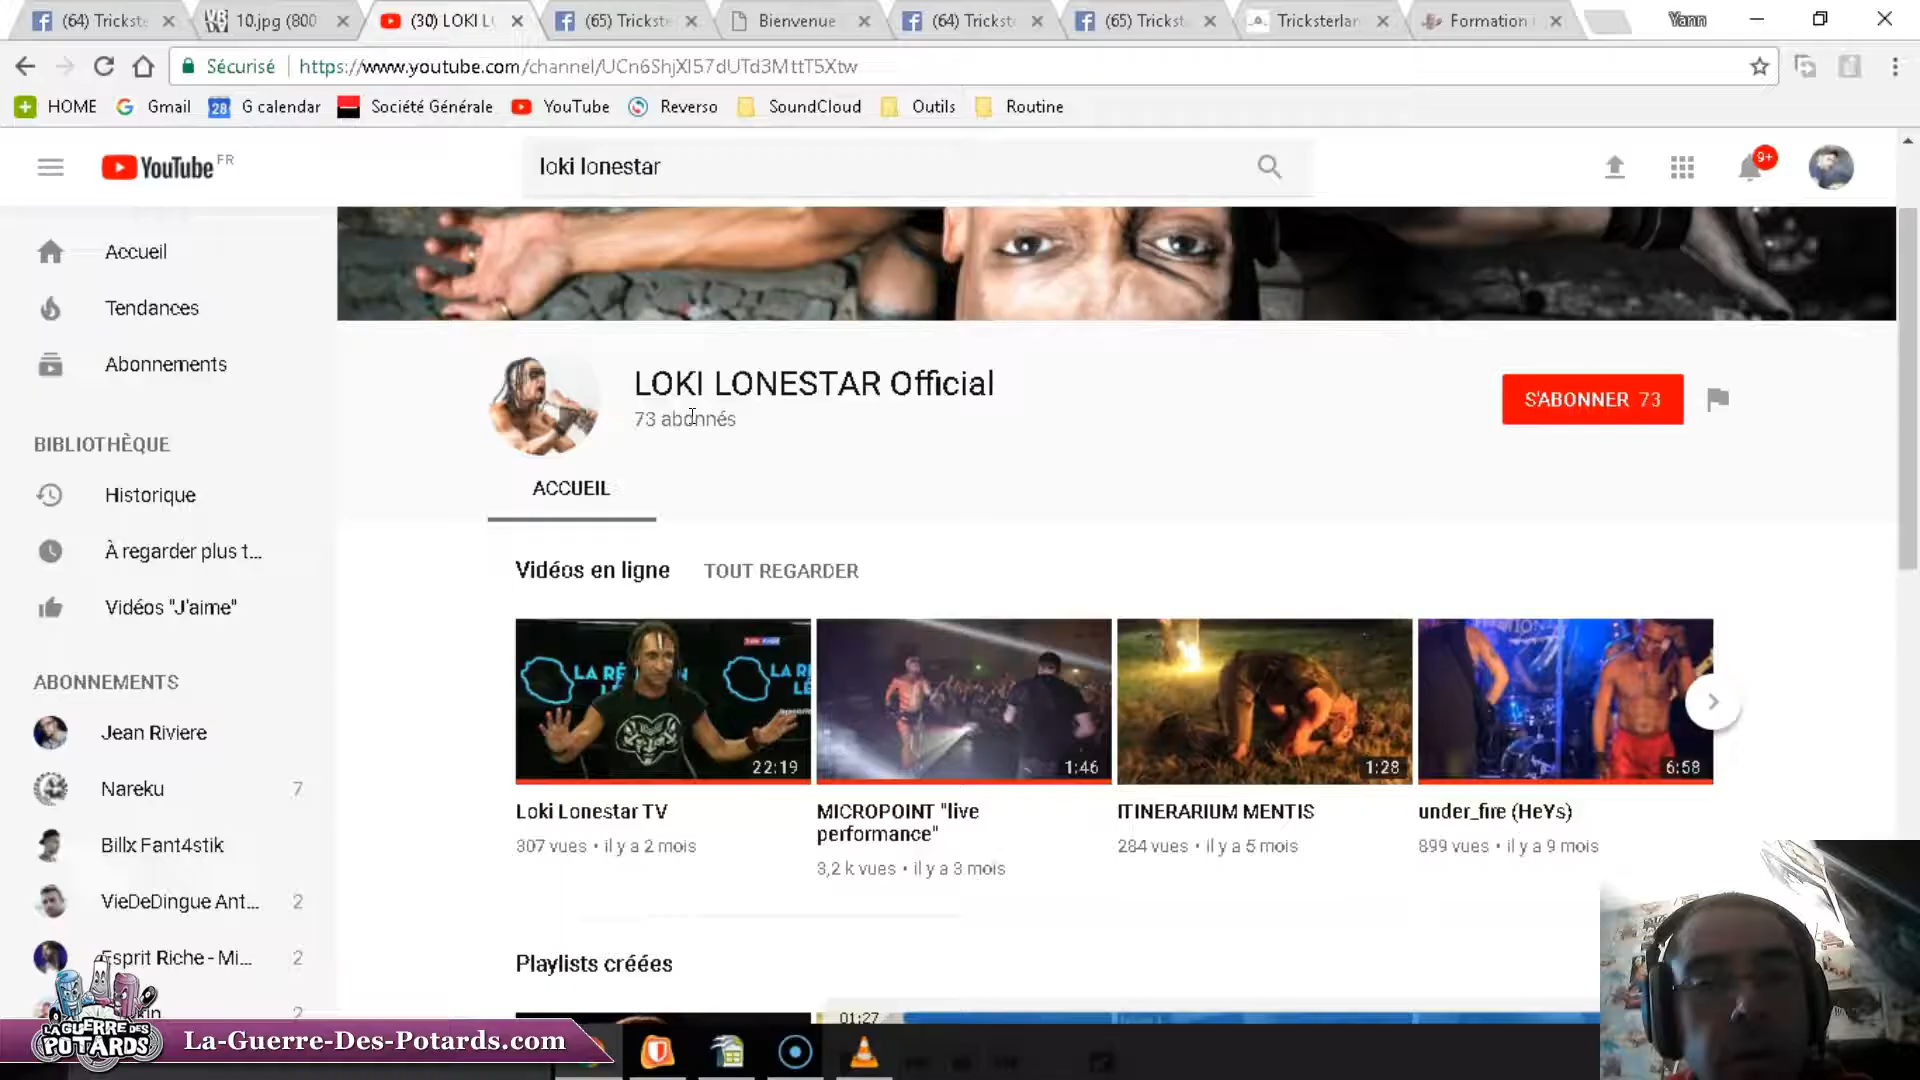 (64) Trickste
10.jpg (800
(30) LOKI L
(65) Trickste
Bienvenue
(64) Trickst
(65) Trickst
Tricksterlan
Formation
Yann
Sécurisé
https://www.youtube.com/channel/UCn6ShjXI57dUTd3MttT5Xtw
HOME
Gmail
28
G calendar
Société Générale
YouTube
Reverso
SoundCloud
Outils
Routine
YouTube FR
loki lonestar
9+
Accueil
Tendances
Abonnements
BIBLIOTHÈQUE
Historique
À regarder plus t...
Vidéos "J'aime"
ABONNEMENTS
Jean Riviere
Nareku 7
Billx Fant4stik
VieDeDingue Ant... 2
Esprit Riche - Mi... 2
2
LOKI LONESTAR Official
73 abonnés
S'ABONNER 73
ACCUEIL
Vidéos en ligne
TOUT REGARDER
22:19
1:46
1:28
6:58
Loki Lonestar TV
307 vues • il y a 2 mois
MICROPOINT "live
performance"
3,2 k vues • il y a 3 mois
ITINERARIUM MENTIS
284 vues • il y a 5 mois
under_fire (HeYs)
899 vues • il y a 9 mois
Playlists créées
01:27
LA GUERRE DES
POTARDS
La-Guerre-Des-Potards.com